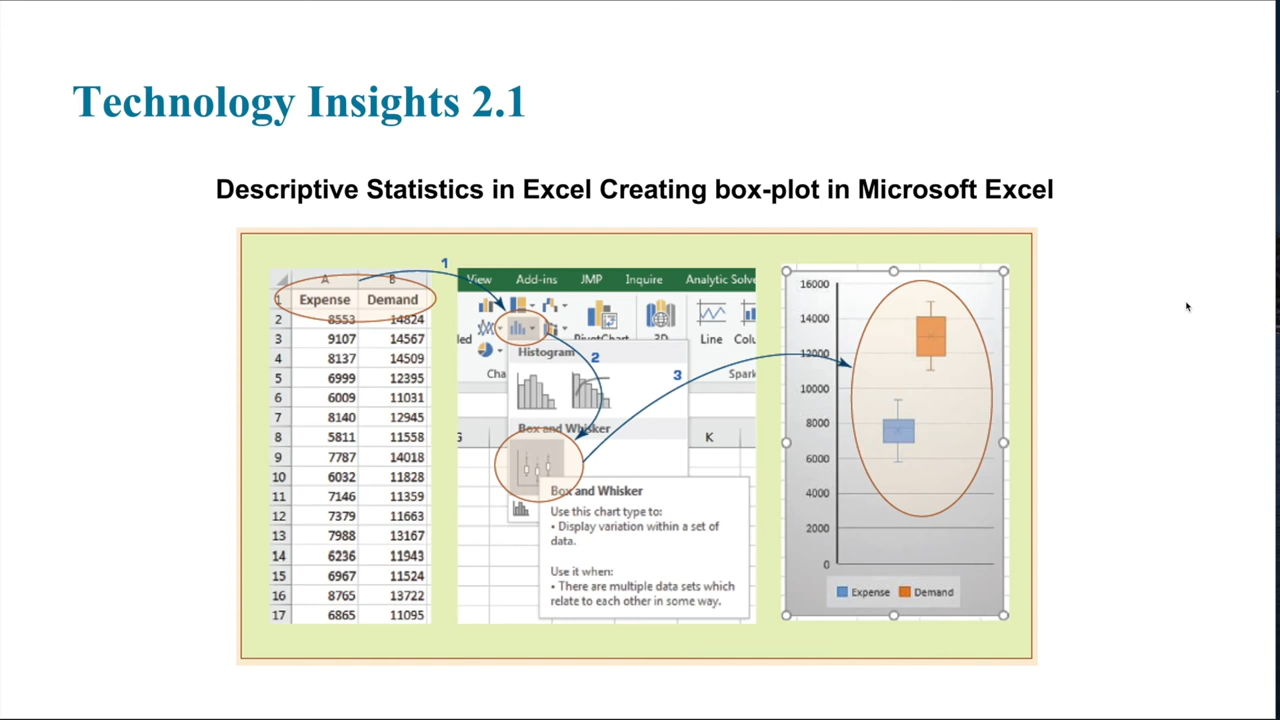 Technology Insights 2.1
Descriptive Statistics in Excel Creating box-plot in Microsoft Excel
A B
1 Expense Demand
2 8553 14824
3 9107 14567
4 8137 14509
5 6999 12395
6 6009 11031
7 8140 12945
8 5811 11558
9 7787 14018
10 6032 11828
11 7146 11359
12 7379 11663
13 7988 13167
14 6236 11943
15 6967 11524
16 8765 13722
17 6865 11095
1
View Add-ins JMP Inquire Analytic Solve
led PivotChart 3D Line Colu
Cha Spark
Histogram
2
3
Box and Whisker
G K
Box and Whisker
Use this chart type to:
• Display variation within a set of
data.
Use it when:
• There are multiple data sets which
relate to each other in some way.
16000
14000
12000
10000
8000
6000
4000
2000
0
Expense Demand